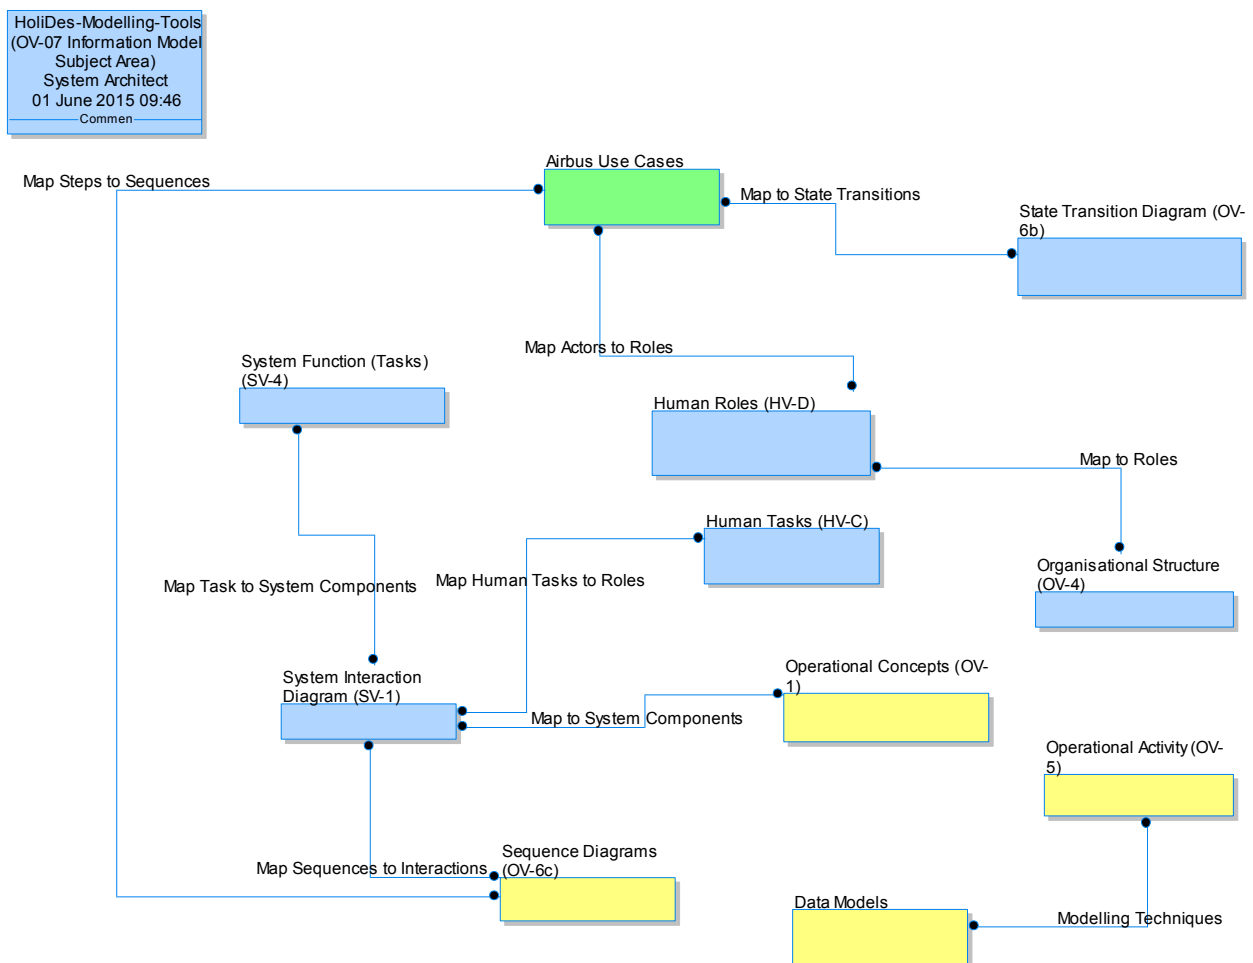 HoliDes-Modelling-Tools
(OV-07 Information Model
Subject Area)
System Architect
01 June 2015 09:46
Commen
Airbus Use Cases
Map Steps to Sequences
Map to State Transitions
State Transition Diagram (OV-
6b)
Map Actors to Roles
System Function (Tasks)
(SV-4)
Human Roles (HV-D)
Map to Roles
Human Tasks (HV-C)
Organisational Structure
(OV-4)
Map Task to System Components
Map Human Tasks to Roles
System Interaction
Diagram (SV-1)
Operational Concepts (OV-
1)
Map to System Components
Operational Activity (OV-
5)
Sequence Diagrams
(OV-6c)
Map Sequences to Interactions
Data Models
Modelling Techniques